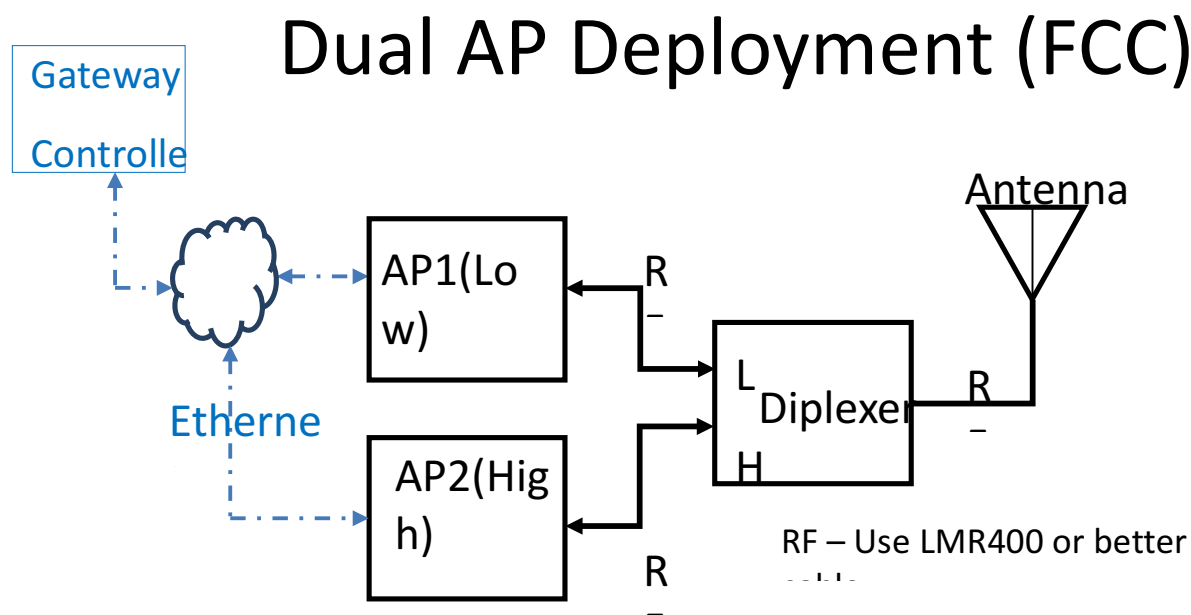 Dual AP Deployment (FCC)
Gateway
Controlle
Antenna
AP1(Lo
w)
R
L
Diplexer
R
Etherne
H
AP2(Hig
h)
RF – Use LMR400 or better
R